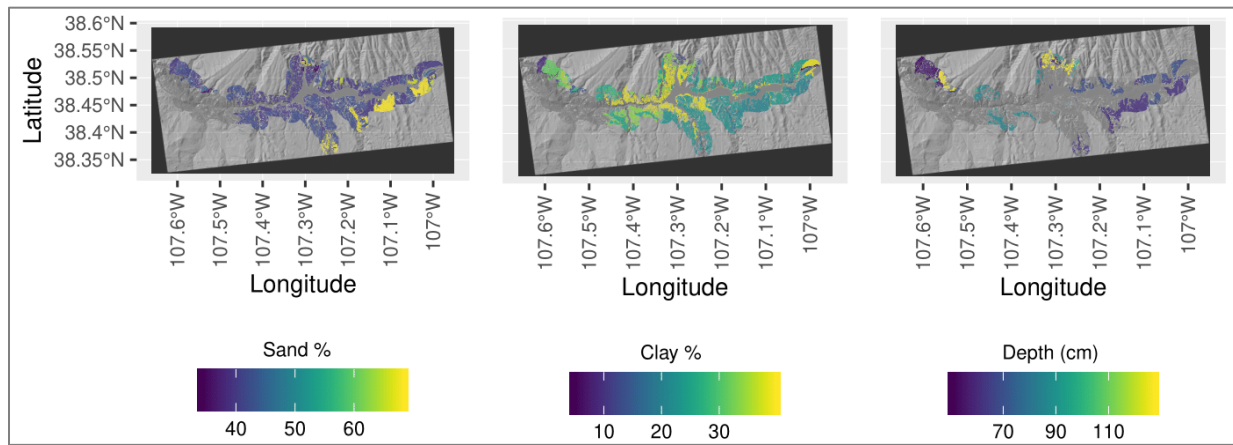 38.6°N
38.55°N
38.5°N
38.45°N
38.4°N
38.35°N
Latitude
107.6°W
107.5°W
107.4°W
107.3°W
107.2°W
107.1°W
107°W
107.6°W
107.5°W
107.4°W
107.3°W
107.2°W
107.1°W
107°W
107.6°W
107.5°W
107.4°W
107.3°W
107.2°W
107.1°W
107°W
Longitude
Longitude
Longitude
Sand %
40 50 60
Clay %
10 20 30
Depth (cm)
70 90 110